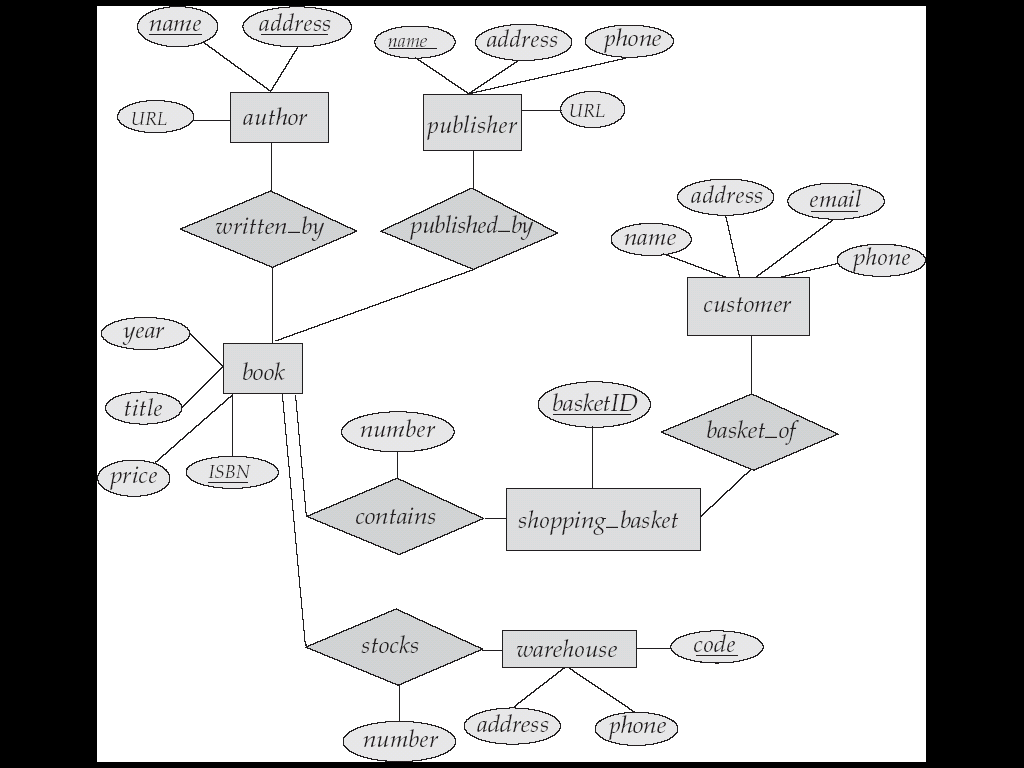 name
address
name
address
phone
URL
author
publisher
URL
written_by
published_by
address
email
name
phone
customer
year
book
title
price
ISBN
number
basketID
basket_of
contains
shopping_basket
stocks
warehouse
code
number
address
phone